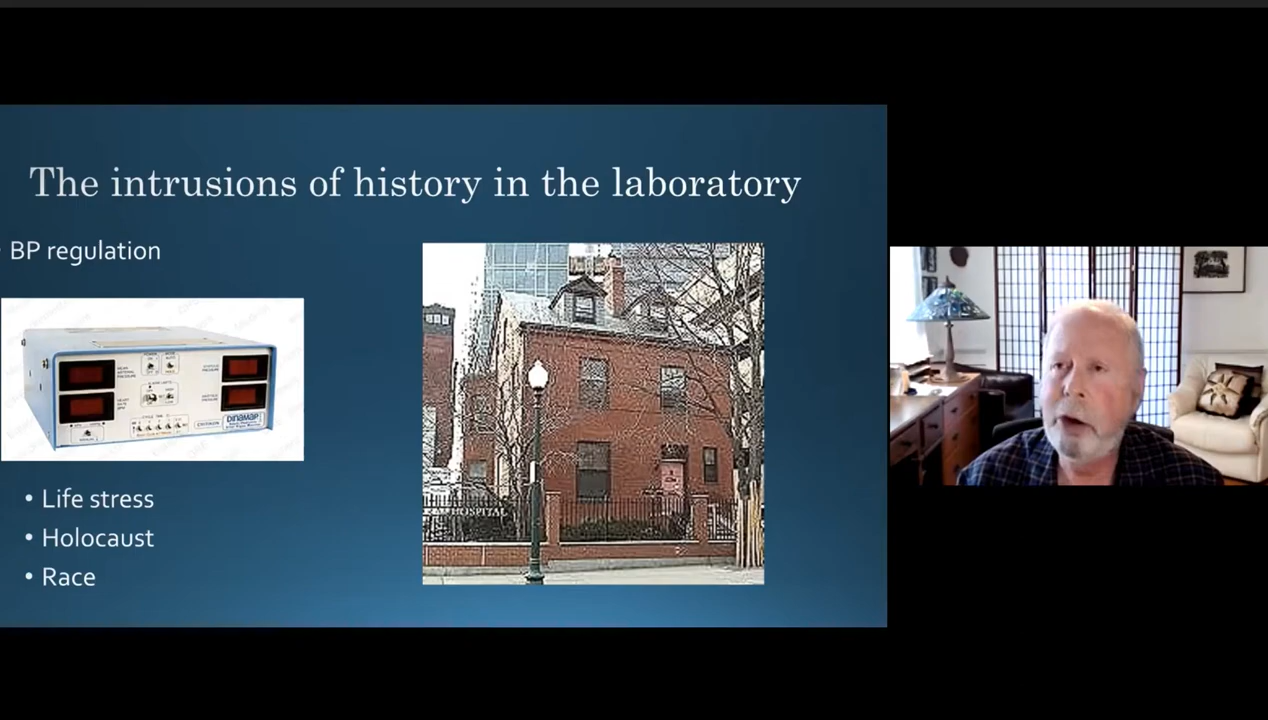 The intrusions of history in the laboratory
BP regulation
DINAMAP
• Life stress
• Holocaust
• Race
HOSPITAL